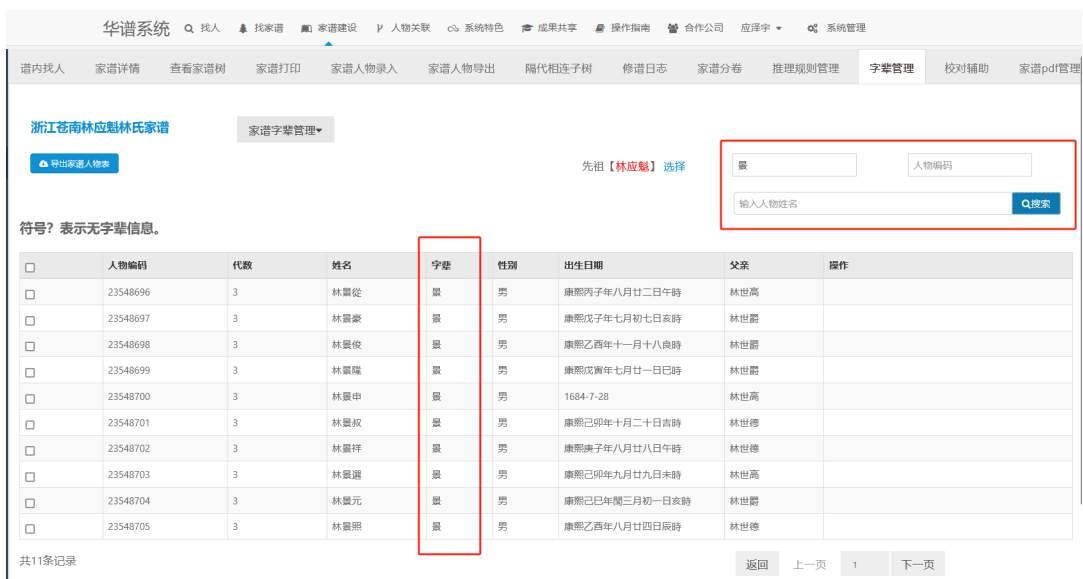 华谱系统 找人 找家谱 家谱建设 人物关联 系统特色 成果共享 操作指南 合作公司 应泽宇 系统管理
谱内找人 家谱详情 查看家谱树 家谱打印 家谱人物录入 家谱人物导出 隔代相连子树 修谱日志 家谱分卷 推理规则管理 字辈管理 校对辅助 家谱pdf管理
浙江苍南林应魁林氏家谱 家谱字辈管理▾
导出家谱人物表 先祖【林应魁】 选择 景 人物编码
输入人物姓名 搜索
符号？表示无字辈信息。
人物编码 代数 姓名 字辈 性别 出生日期 父亲 操作
23548696 3 林景從 景 男 康熙丙子年八月廿二日午時 林世高
23548697 3 林景豪 景 男 康熙戊子年七月初七日亥時 林世爵
23548698 3 林景俊 景 男 康熙乙酉年十一月十八良時 林世爵
23548699 3 林景隆 景 男 康熙戊寅年七月廿一日巳時 林世爵
23548700 3 林景申 景 男 1684-7-28 林世高
23548701 3 林景叔 景 男 康熙己卯年十月二十日吉時 林世德
23548702 3 林景祥 景 男 康熙庚子年八月廿八日午時 林世德
23548703 3 林景選 景 男 康熙己卯年九月廿九日未時 林世高
23548704 3 林景元 景 男 康熙己巳年閏三月初一日亥時 林世爵
23548705 3 林景照 景 男 康熙乙酉年八月廿四日辰時 林世德
共11条记录 返回 上一页 1 下一页